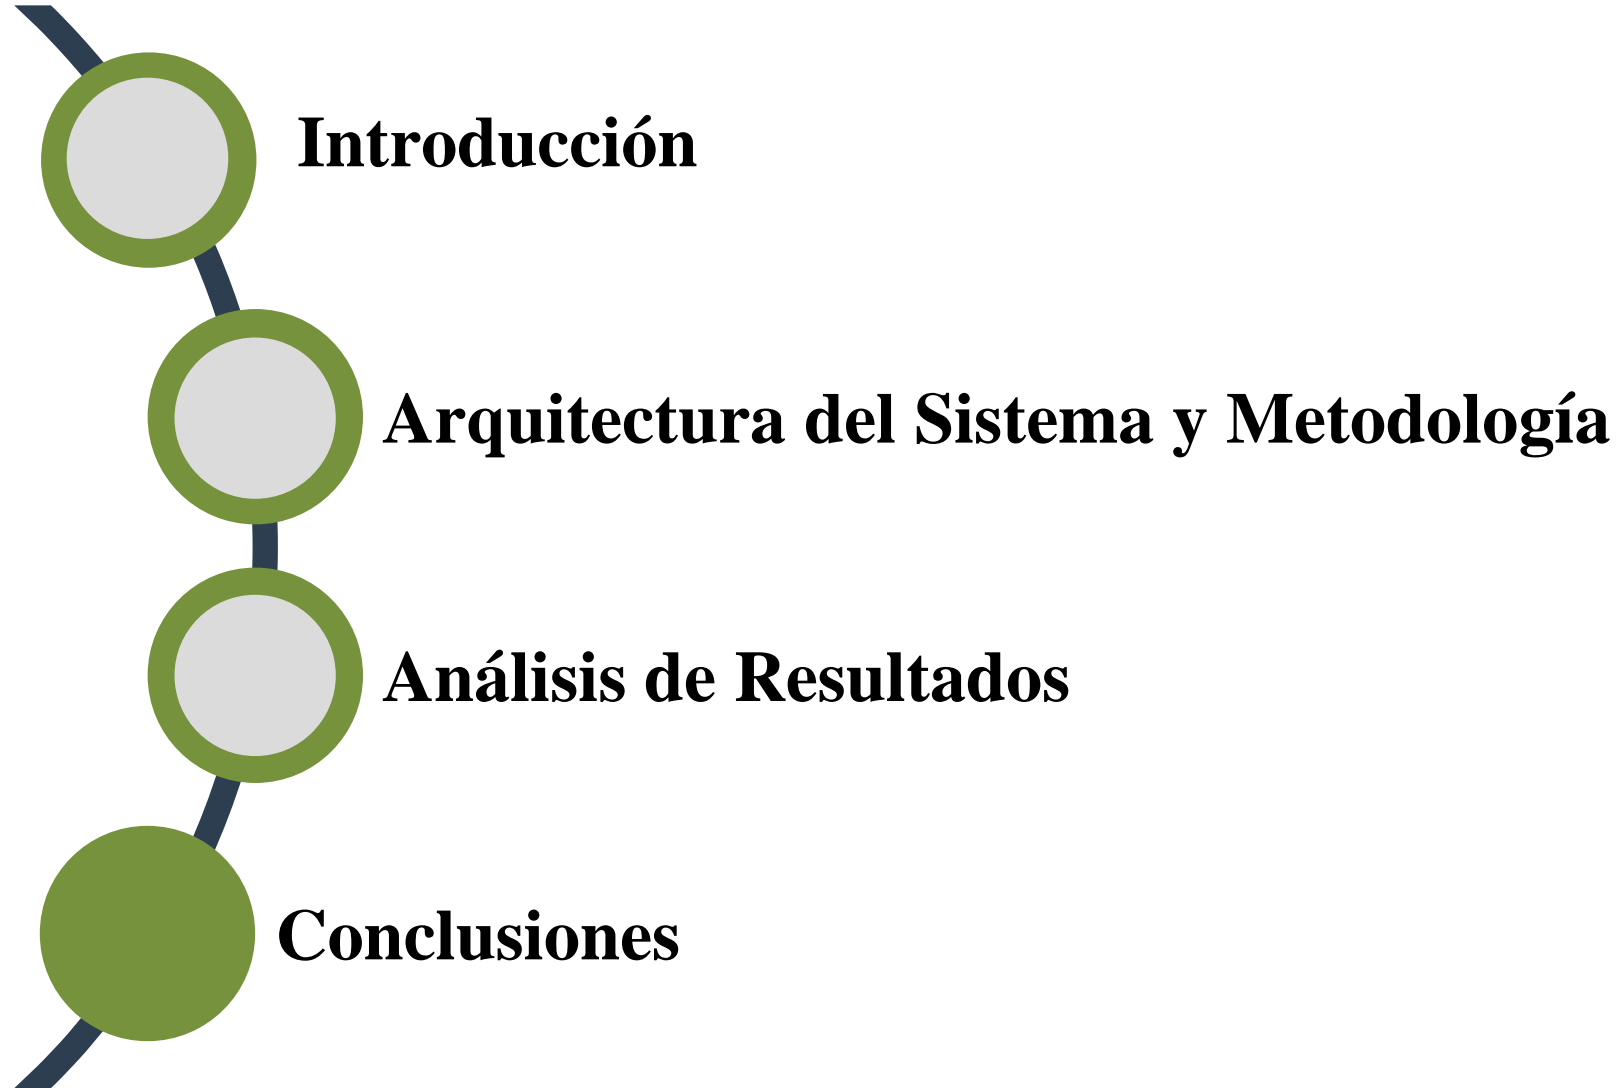 Introducción
Arquitectura del Sistema y Metodología
Análisis de Resultados
Conclusiones